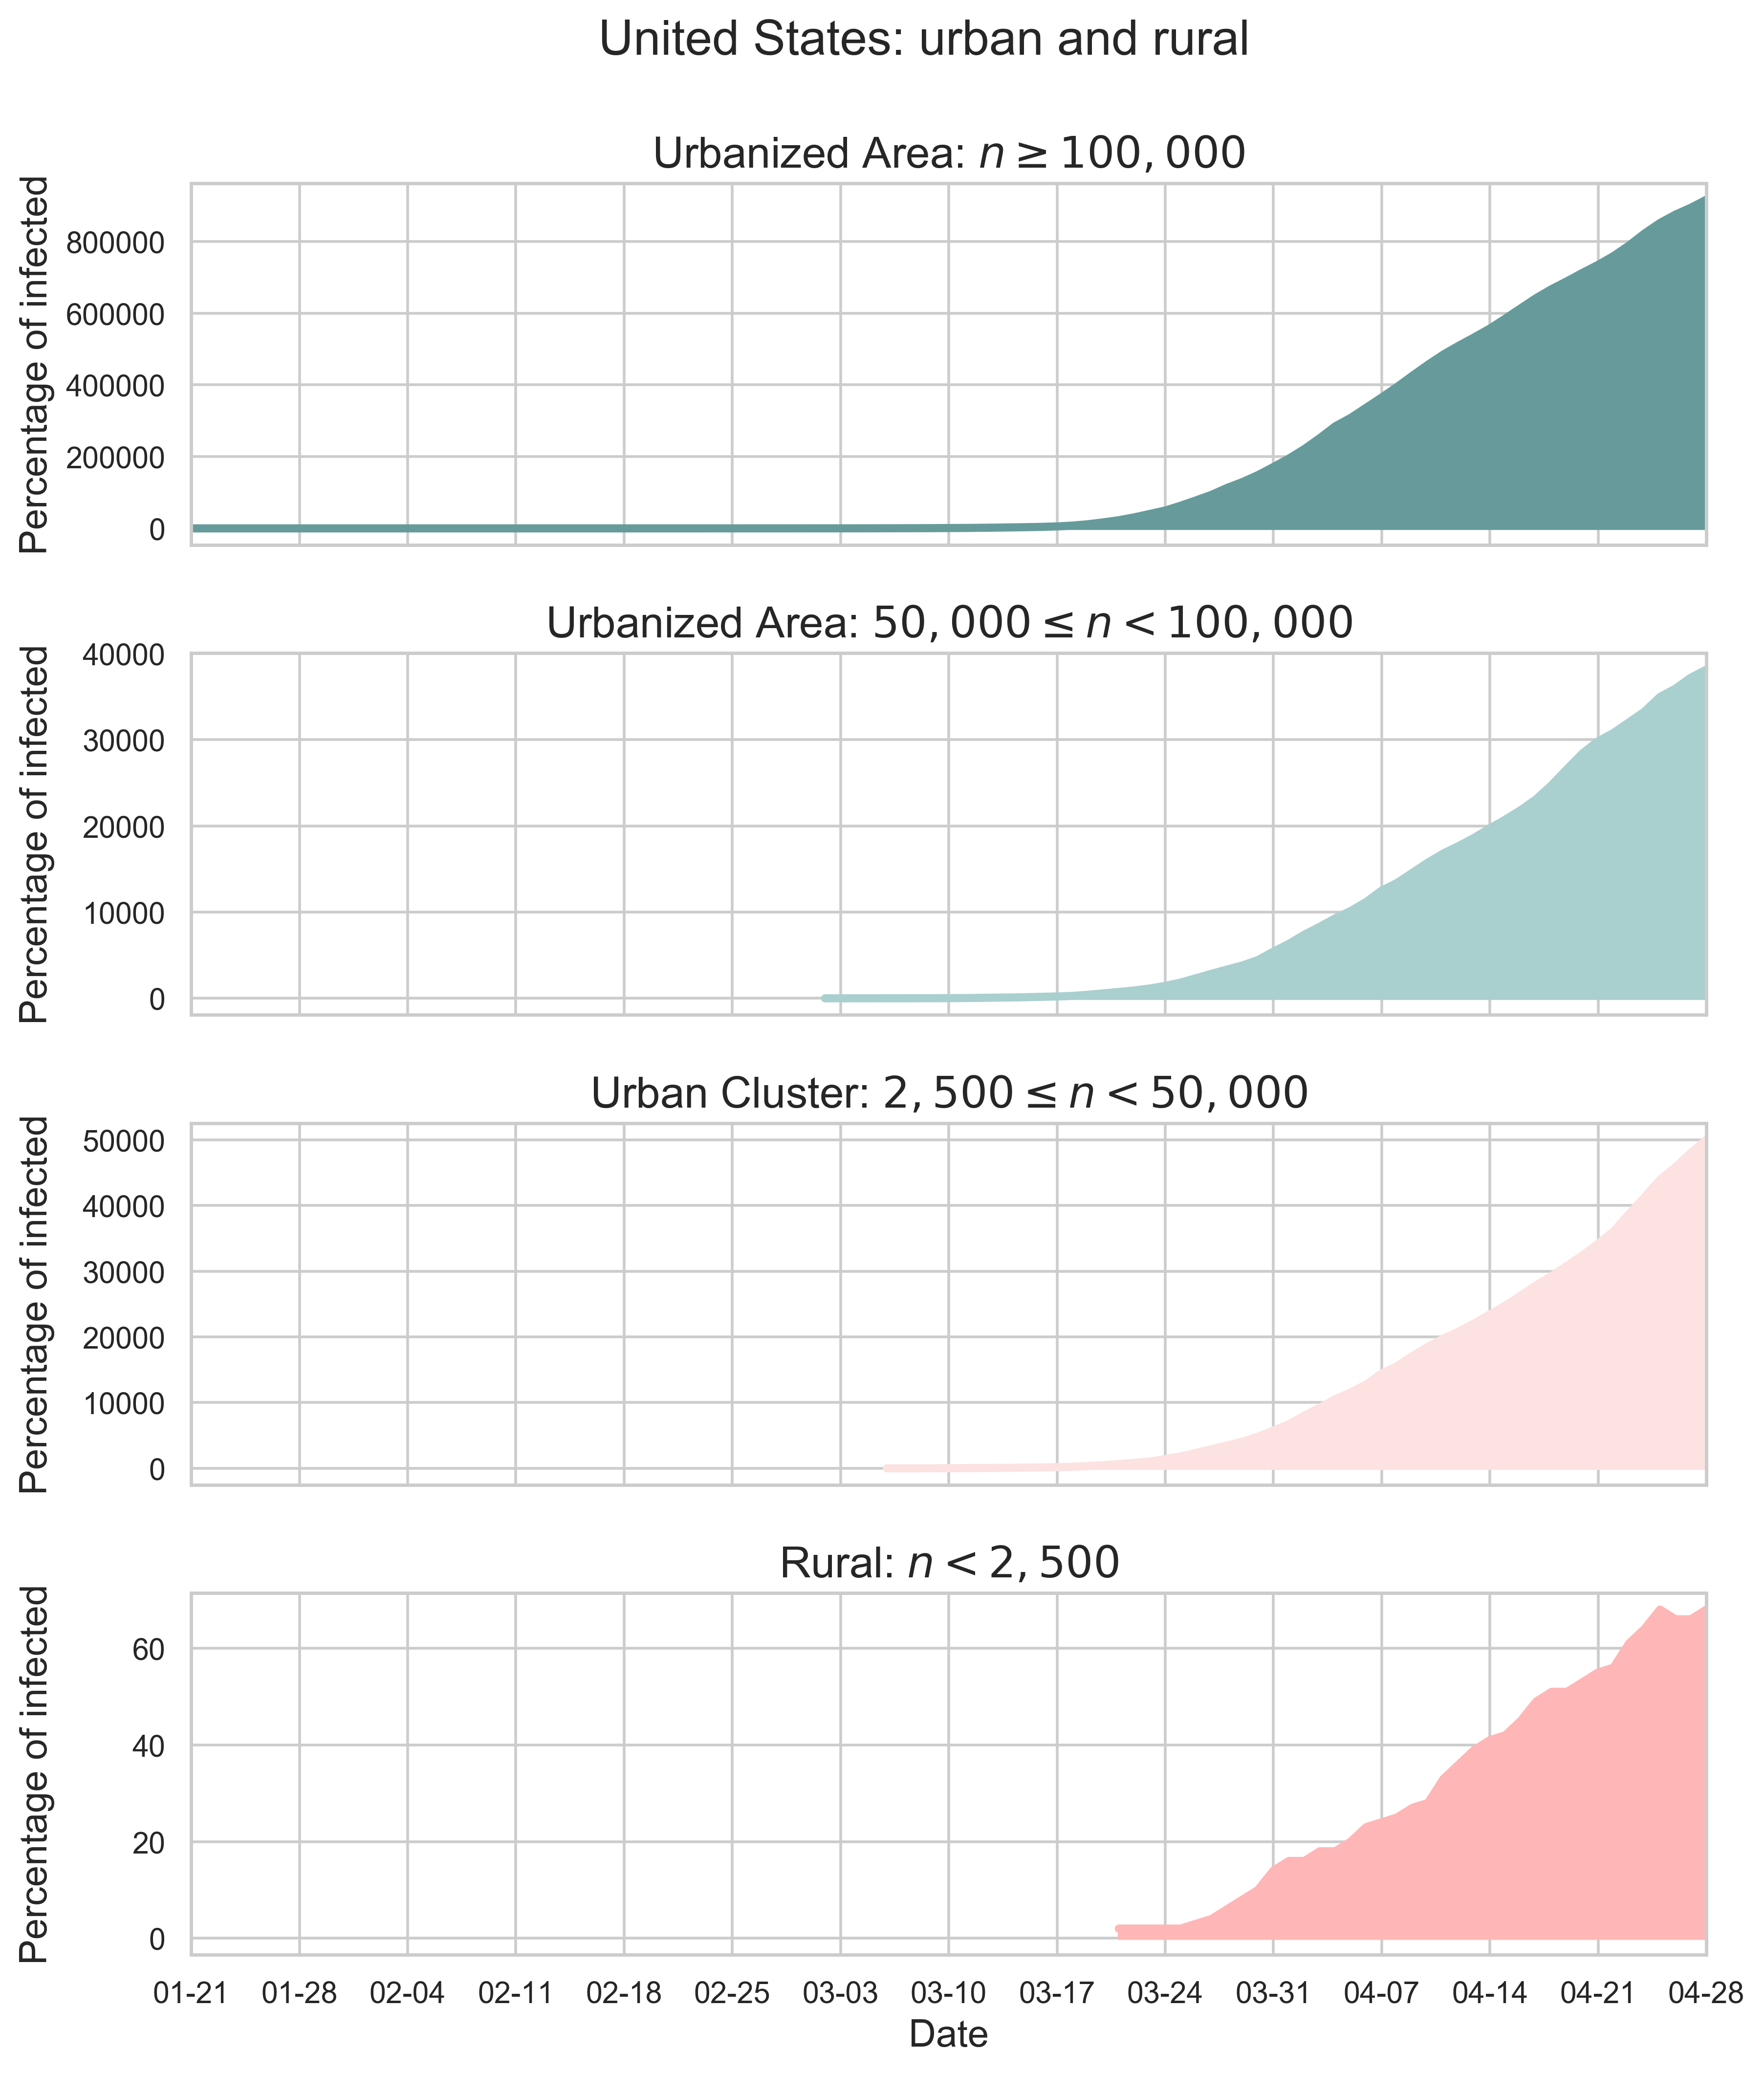 United States: urban and rural
Urbanized Area: n ≥ 100,000
Percentage of infected
800000
600000
400000
200000
0
Urbanized Area: 50,000 ≤ n < 100,000
Percentage of infected
40000
30000
20000
10000
0
Urban Cluster: 2,500 ≤ n < 50,000
Percentage of infected
50000
40000
30000
20000
10000
0
Rural: n < 2,500
Percentage of infected
60
40
20
0
01-21 01-28 02-04 02-11 02-18 02-25 03-03 03-10 03-17 03-24 03-31 04-07 04-14 04-21 04-28
Date